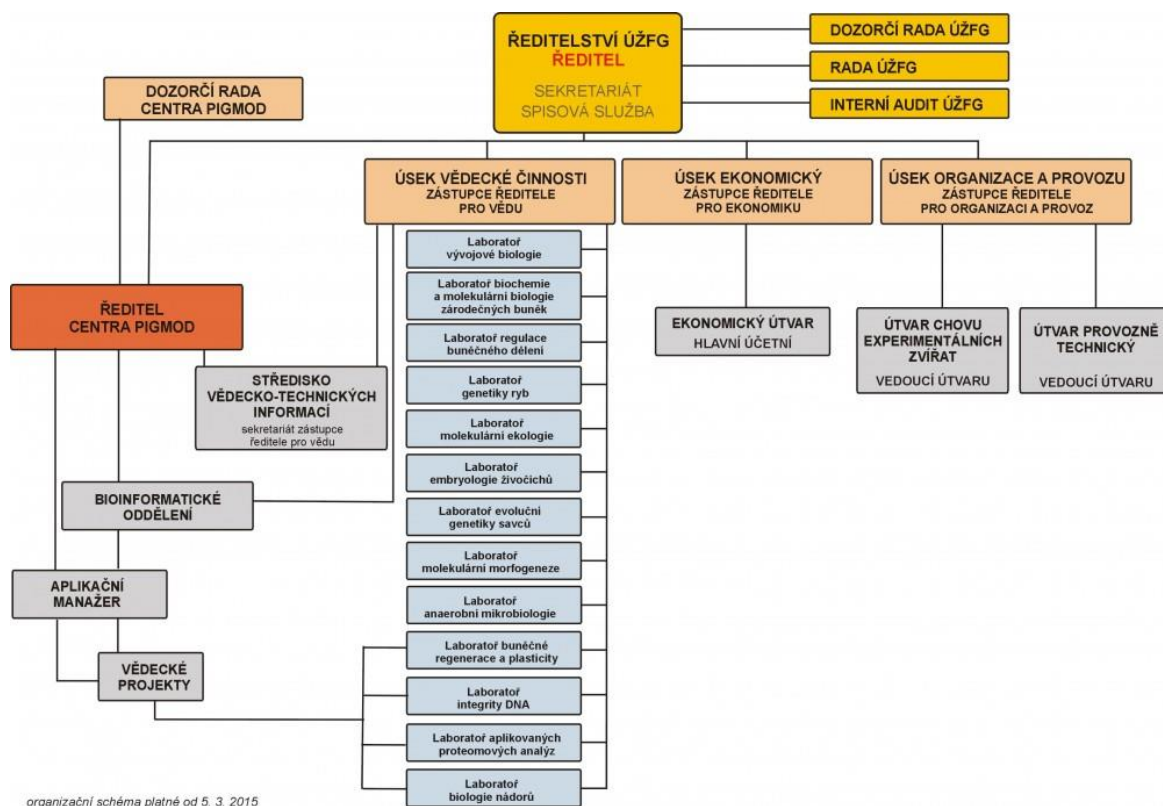 ŘEDITELSTVÍ ÚŽFG
ŘEDITEL
SEKRETARIÁT
SPISOVÁ SLUŽBA
DOZORČÍ RADA ÚŽFG
RADA ÚŽFG
INTERNÍ AUDIT ÚŽFG
DOZORČÍ RADA
CENTRA PIGMOD
ÚSEK VĚDECKÉ ČINNOSTI
ZÁSTUPCE ŘEDITELE
PRO VĚDU
ÚSEK EKONOMICKÝ
ZÁSTUPCE ŘEDITELE
PRO EKONOMIKU
ÚSEK ORGANIZACE A PROVOZU
ZÁSTUPCE ŘEDITELE
PRO ORGANIZACI A PROVOZ
ŘEDITEL
CENTRA PIGMOD
STŘEDISKO
VĚDECKO-TECHNICKÝCH
INFORMACÍ
sekretariát zástupce
ředitele pro vědu
BIOINFORMATICKÉ
ODDĚLENÍ
APLIKAČNÍ
MANAŽER
VĚDECKÉ
PROJEKTY
Laboratoř
vývojové biologie
Laboratoř biochemie
a molekulární biologie
zárodečných buněk
Laboratoř regulace
buněčného dělení
Laboratoř
genetiky ryb
Laboratoř
molekulární ekologie
Laboratoř
embryologie živočichů
Laboratoř evoluční
genetiky savců
Laboratoř
molekulární morfogeneze
Laboratoř
anaerobní mikrobiologie
Laboratoř buněčné
regenerace a plasticity
Laboratoř
integrity DNA
Laboratoř aplikovaných
proteomových analýz
Laboratoř
biologie nádorů
EKONOMICKÝ ÚTVAR
HLAVNÍ ÚČETNÍ
ÚTVAR CHOVU
EXPERIMENTÁLNÍCH
ZVÍŘAT
VEDOUCÍ ÚTVARU
ÚTVAR PROVOZNĚ
TECHNICKÝ
VEDOUCÍ ÚTVARU
organizační schéma platné od 5. 3. 2015